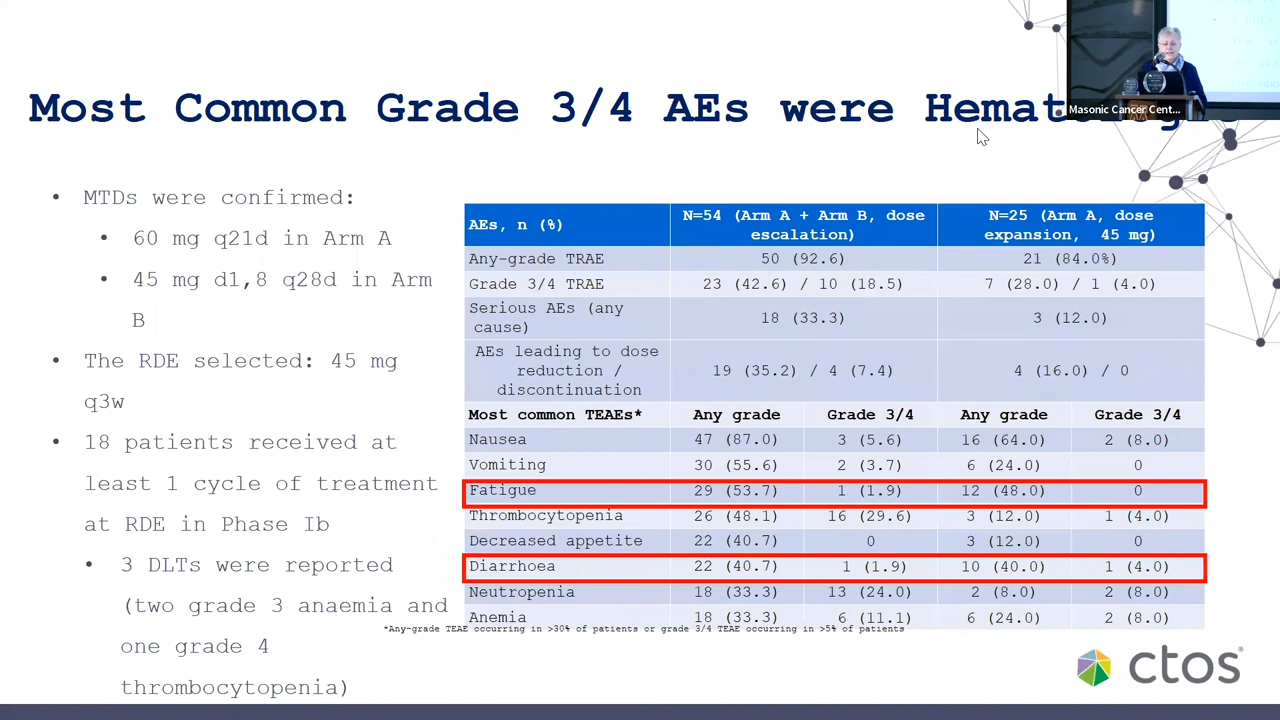 Most Common Grade 3/4 AEs were Hematolog
Masonic Cancer Cent...
• MTDs were confirmed:
• 60 mg q21d in Arm A
• 45 mg d1,8 q28d in Arm
B
• The RDE selected: 45 mg
q3w
• 18 patients received at
least 1 cycle of treatment
at RDE in Phase Ib
• 3 DLTs were reported
(two grade 3 anaemia and
one grade 4
thrombocytopenia)
AEs, n (%) N=54 (Arm A + Arm B, dose escalation) N=25 (Arm A, dose expansion, 45 mg)
Any-grade TRAE 50 (92.6) 21 (84.0%)
Grade 3/4 TRAE 23 (42.6) / 10 (18.5) 7 (28.0) / 1 (4.0)
Serious AEs (any cause) 18 (33.3) 3 (12.0)
AEs leading to dose reduction / discontinuation 19 (35.2) / 4 (7.4) 4 (16.0) / 0
Most common TEAEs* Any grade Grade 3/4 Any grade Grade 3/4
Nausea 47 (87.0) 3 (5.6) 16 (64.0) 2 (8.0)
Vomiting 30 (55.6) 2 (3.7) 6 (24.0) 0
Fatigue 29 (53.7) 1 (1.9) 12 (48.0) 0
Thrombocytopenia 26 (48.1) 16 (29.6) 3 (12.0) 1 (4.0)
Decreased appetite 22 (40.7) 0 3 (12.0) 0
Diarrhoea 22 (40.7) 1 (1.9) 10 (40.0) 1 (4.0)
Neutropenia 18 (33.3) 13 (24.0) 2 (8.0) 2 (8.0)
Anemia 18 (33.3) 6 (11.1) 6 (24.0) 2 (8.0)
*Any-grade TEAE occurring in >30% of patients or grade 3/4 TEAE occurring in >5% of patients
ctos